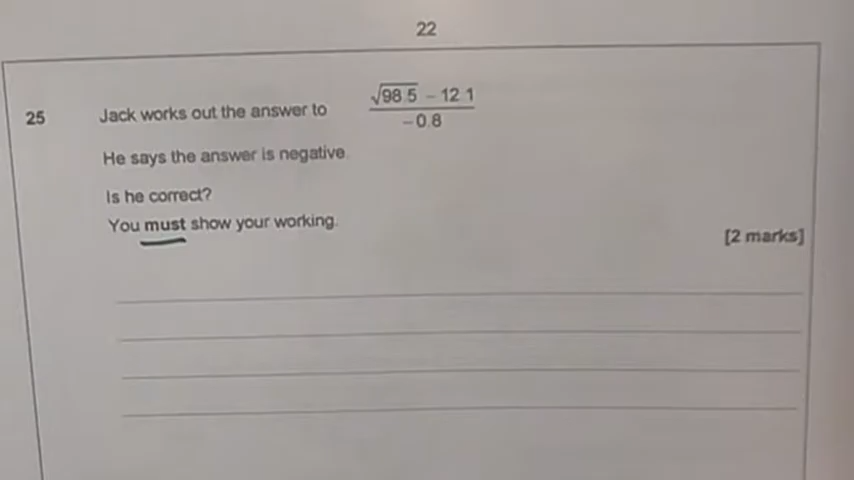 22
25 Jack works out the answer to √98.5 – 12.1
–0.8
He says the answer is negative.
Is he correct?
You must show your working.
[2 marks]